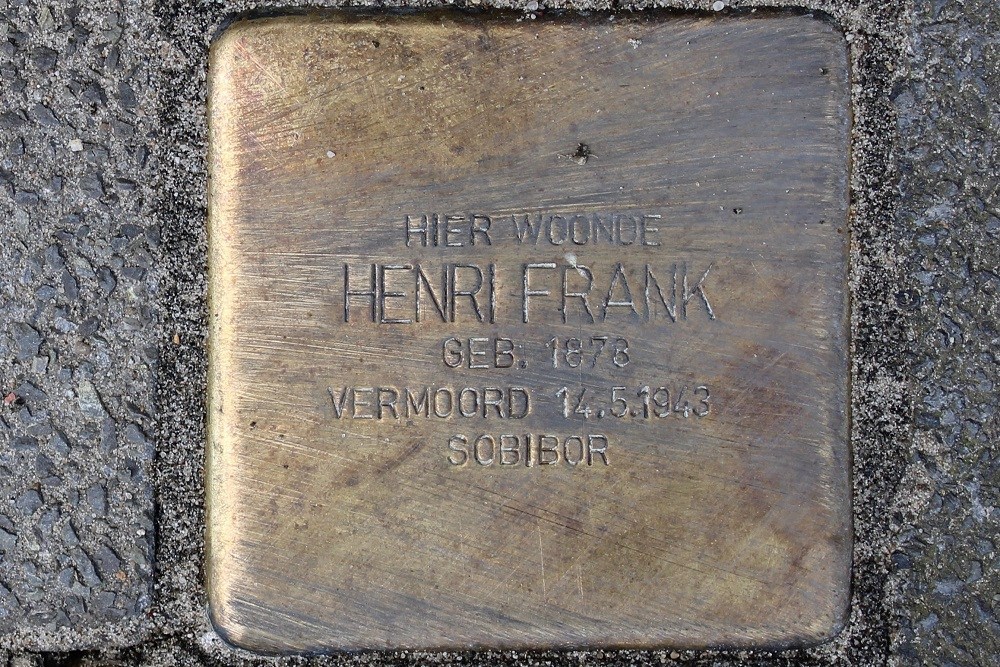 HIER WOONDE
HENRI FRANK
GEB. 1878
VERMOORD 14.5.1943
SOBIBOR